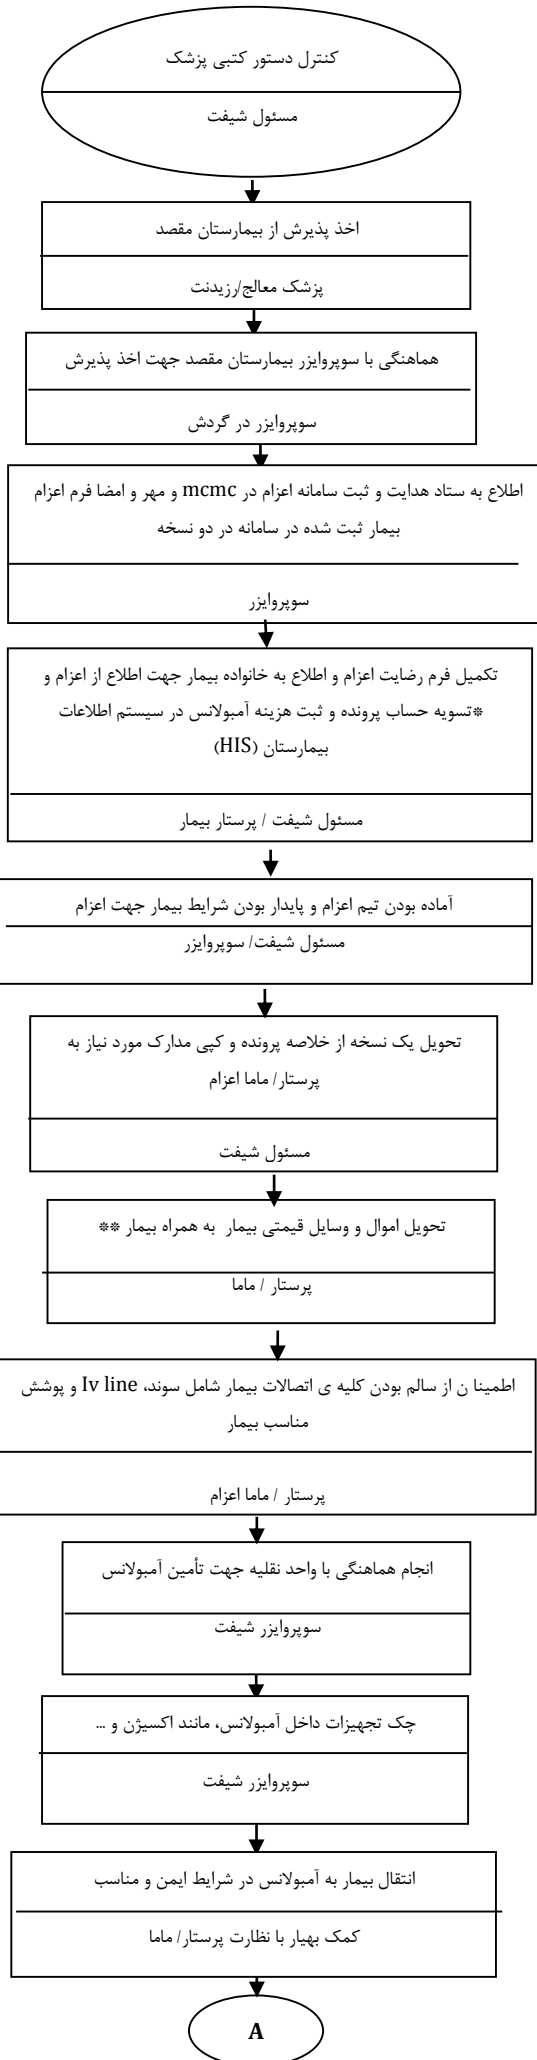 کنترل دستور کتبی پزشک
مسئول شیفت
اخذ پذیرش از بیمارستان مقصد
پزشک معالج/رزیدنت
هماهنگی با سوپروایزر بیمارستان مقصد جهت اخذ پذیرش
سوپروایزر در گردش
اطلاع به ستاد هدایت و ثبت سامانه اعزام در mcmc و مهر و امضا فرم اعزام
بیمار ثبت شده در سامانه در دو نسخه
سوپروایزر
تکمیل فرم رضایت اعزام و اطلاع به خانواده بیمار جهت اطلاع از اعزام و
*تسویه حساب پرونده و ثبت هزینه آمبولانس در سیستم اطلاعات
بیمارستان (HIS)
مسئول شیفت / پرستار بیمار
آماده بودن تیم اعزام و پایدار بودن شرایط بیمار جهت اعزام
مسئول شیفت/ سوپروایزر
تحویل یک نسخه از خلاصه پرونده و کپی مدارک مورد نیاز به
پرستار/ ماما اعزام
مسئول شیفت
تحویل اموال و وسایل قیمتی بیمار به همراه بیمار **
پرستار / ماما
اطمینا ن از سالم بودن کلیه ی اتصالات بیمار شامل سوند، Iv line و پوشش
مناسب بیمار
پرستار / ماما اعزام
انجام هماهنگی با واحد نقلیه جهت تأمین آمبولانس
سوپروایزر شیفت
چک تجهیزات داخل آمبولانس، مانند اکسیژن و ...
سوپروایزر شیفت
انتقال بیمار به آمبولانس در شرایط ایمن و مناسب
کمک بهیار با نظارت پرستار/ ماما
A